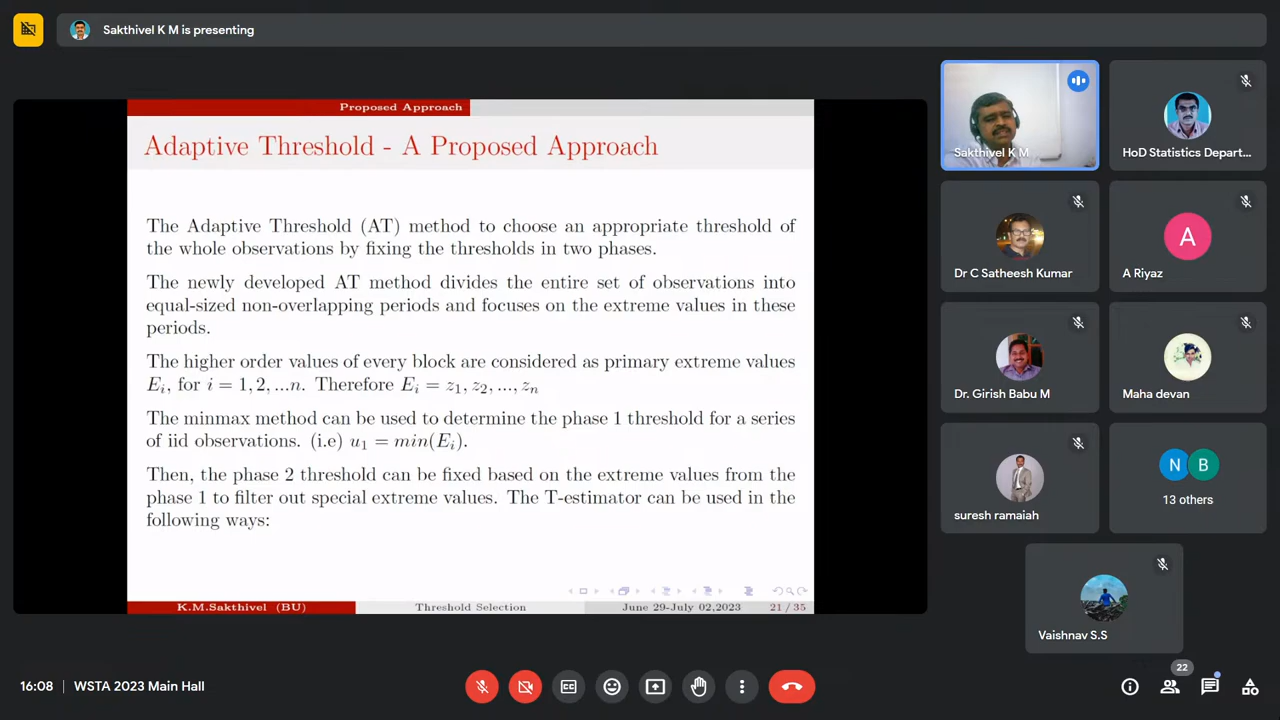 Sakthivel K M is presenting
Proposed Approach
Adaptive Threshold - A Proposed Approach
The Adaptive Threshold (AT) method to choose an appropriate threshold of
the whole observations by fixing the thresholds in two phases.
The newly developed AT method divides the entire set of observations into
equal-sized non-overlapping periods and focuses on the extreme values in these
periods.
The higher order values of every block are considered as primary extreme values
E_i, for i = 1, 2, ...n. Therefore E_i = z_1, z_2, ..., z_n
The minmax method can be used to determine the phase 1 threshold for a series
of iid observations. (i.e) u_1 = min(E_i).
Then, the phase 2 threshold can be fixed based on the extreme values from the
phase 1 to filter out special extreme values. The T-estimator can be used in the
following ways:
K.M.Sakthivel (BU)
Threshold Selection
June 29-July 02,2023
21 / 35
Sakthivel K M
HoD Statistics Depart...
Dr C Satheesh Kumar
A
A Riyaz
Dr. Girish Babu M
Maha devan
suresh ramaiah
N
B
13 others
Vaishnav S.S
16:08
WSTA 2023 Main Hall
CC
22